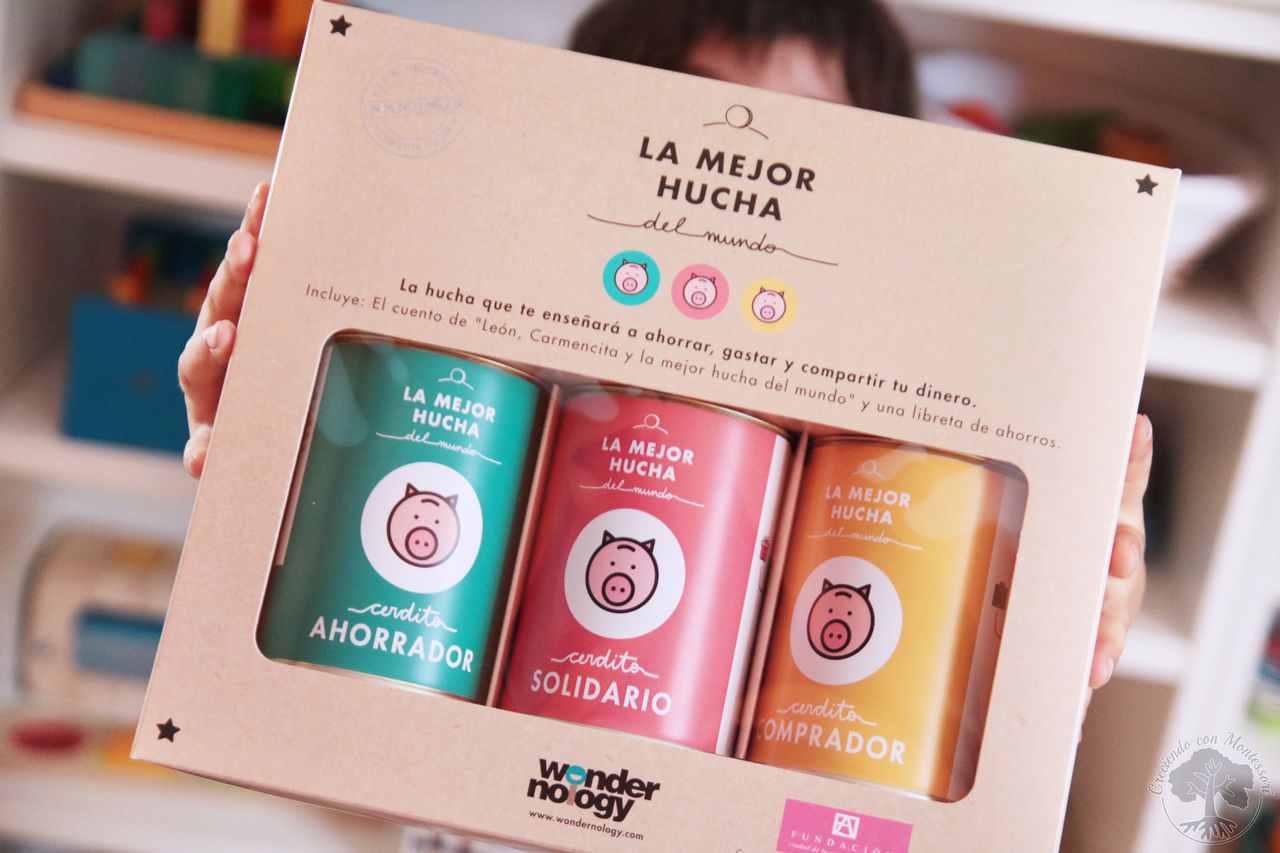 UN MUNDO MEJOR
LA MEJOR
HUCHA
del mundo
La hucha que te enseñará a ahorrar, gastar y compartir tu dinero.
Incluye: El cuento de "León, Carmencita y la mejor hucha del mundo" y una libreta de ahorros.
LA MEJOR
HUCHA
del mundo
cerdito
AHORRADOR
LA MEJOR
HUCHA
del mundo
cerdito
SOLIDARIO
LA MEJOR
HUCHA
del mundo
cerdito
COMPRADOR
wonder
nology
www.wondernology.com
FUNDACIÓN
Creciendo con Montessori